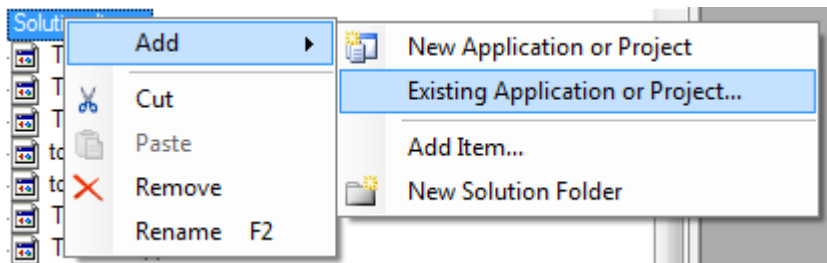 Add
Cut
Paste
Remove
Rename F2
New Application or Project
Existing Application or Project...
Add Item...
New Solution Folder